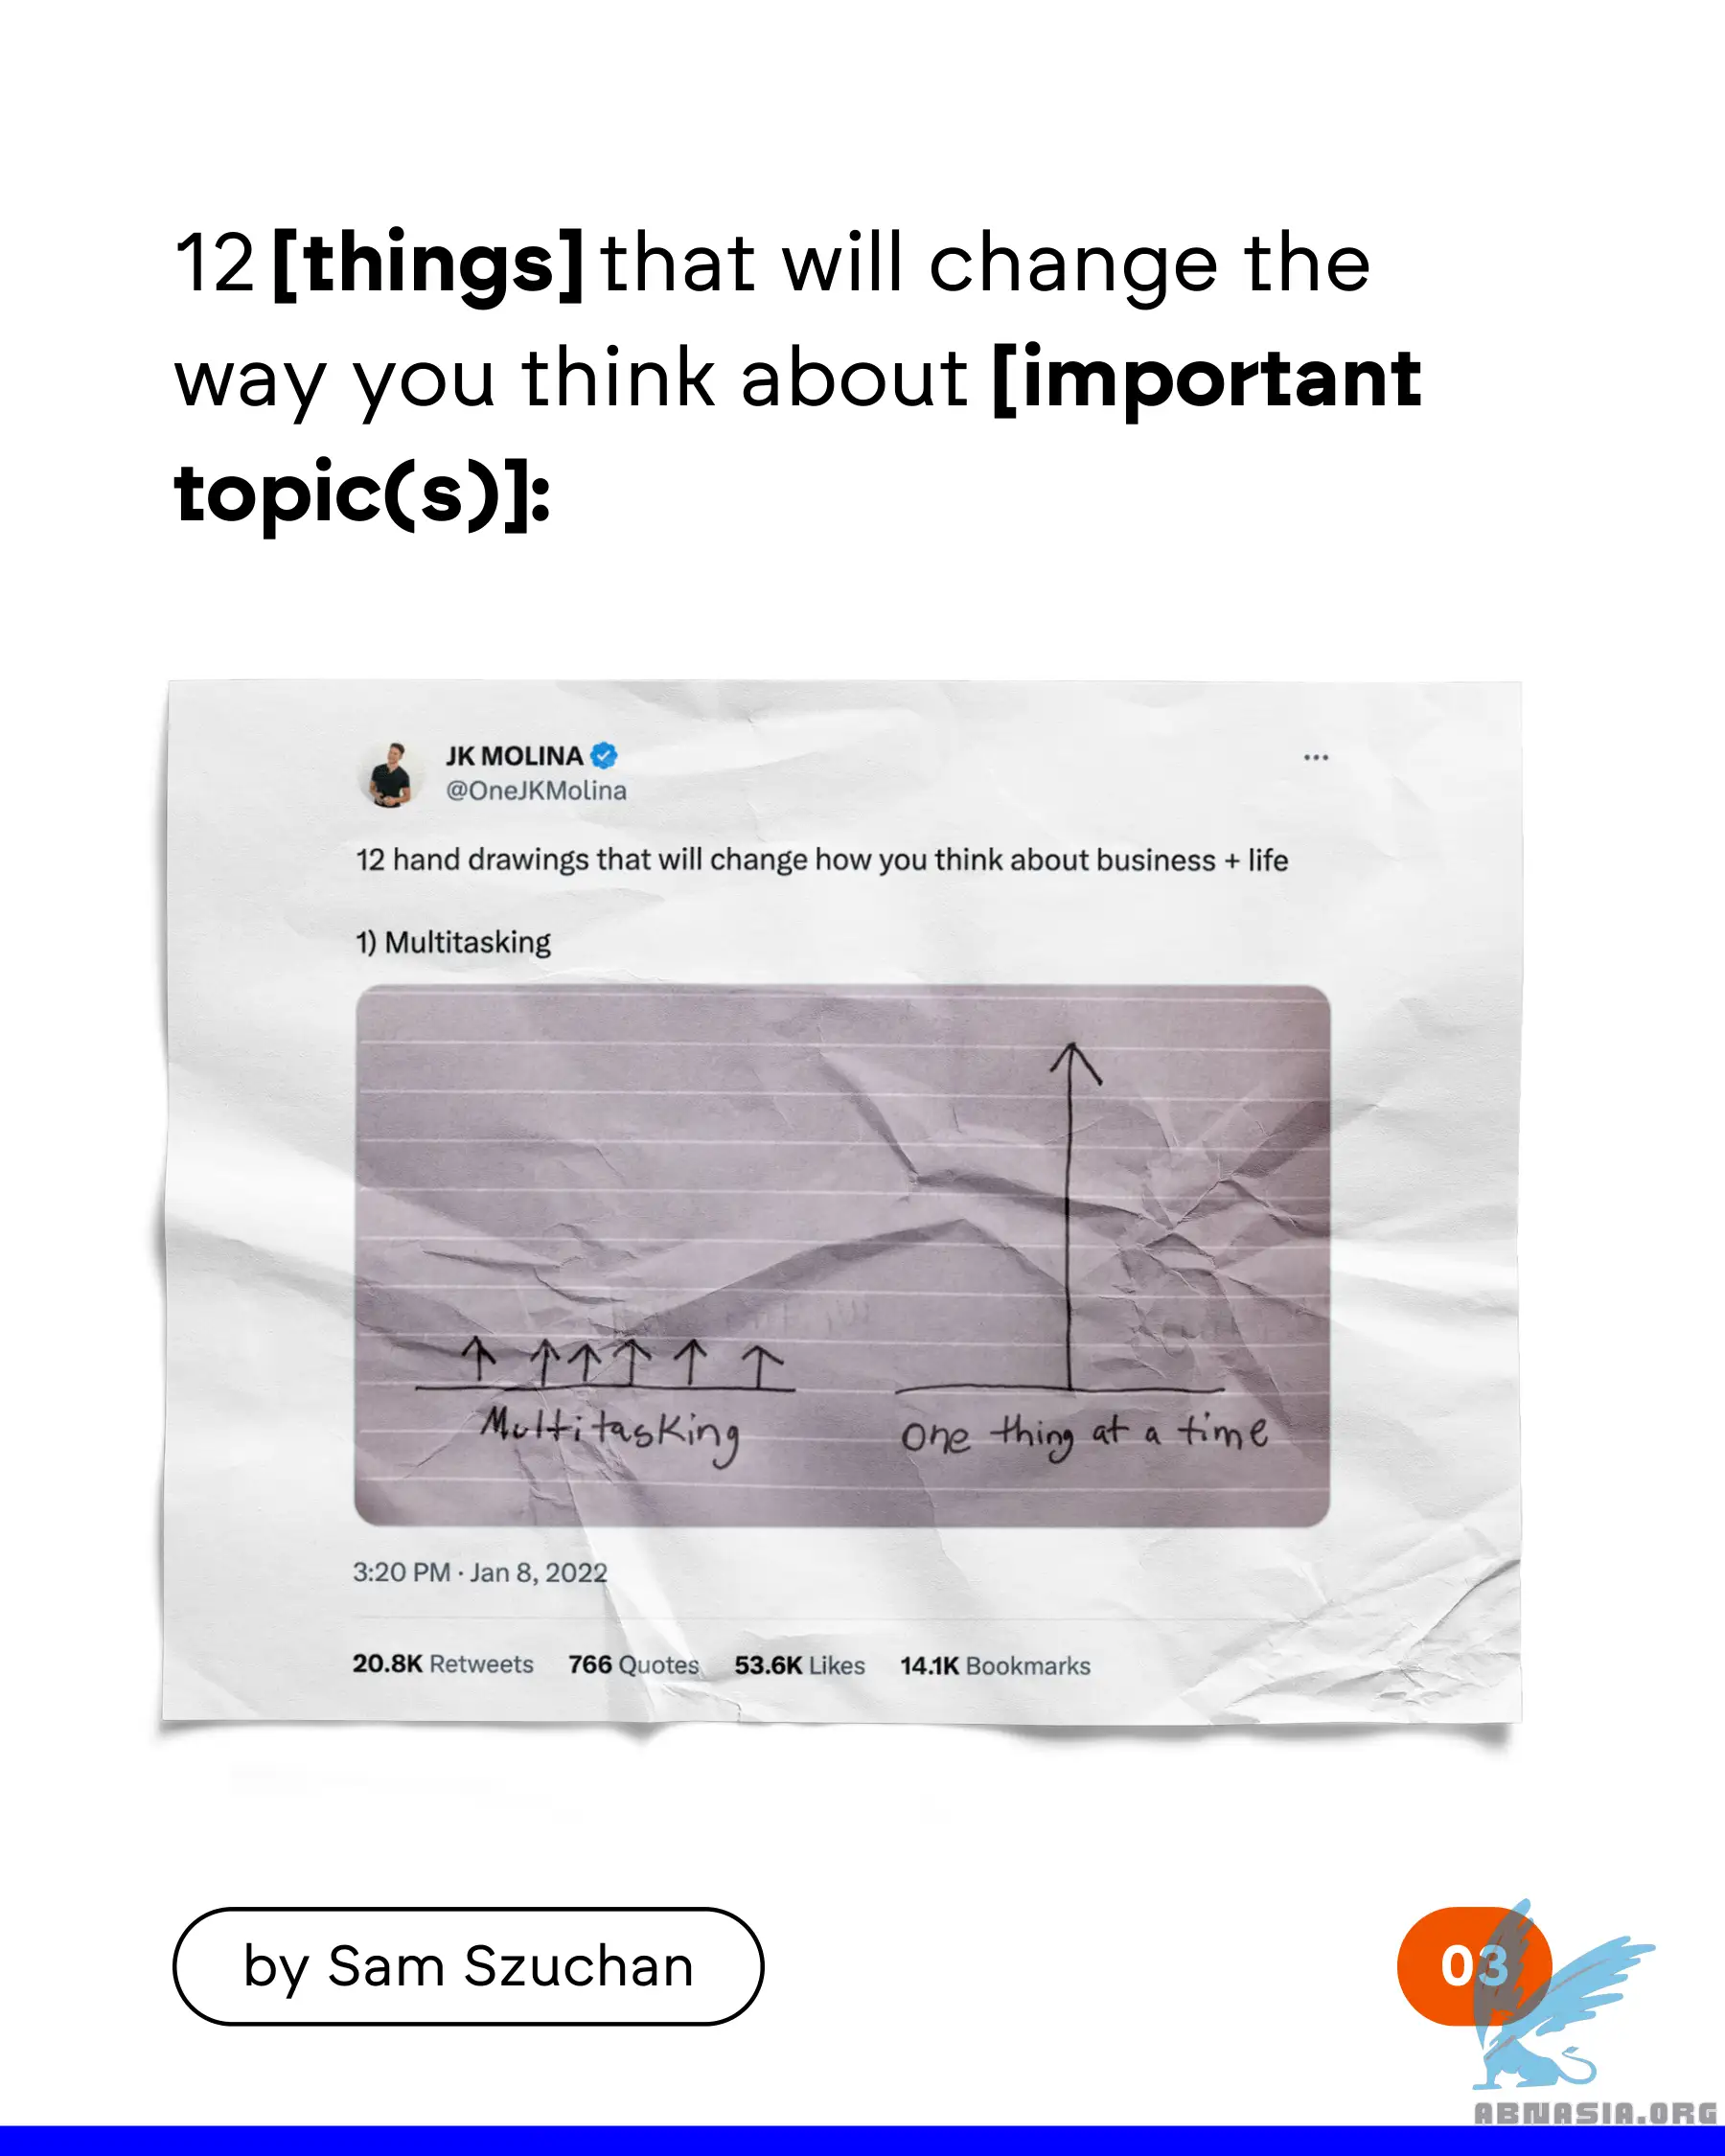 12 [things] that will change the
way you think about [important
topic(s)]:
JK MOLINA
@OneJKMolina
12 hand drawings that will change how you think about business + life
1) Multitasking
Multitasking
One thing at a time
3:20 PM · Jan 8, 2022
20.8K Retweets 766 Quotes 53.6K Likes 14.1K Bookmarks
by Sam Szuchan
03
ABNASIA.ORG